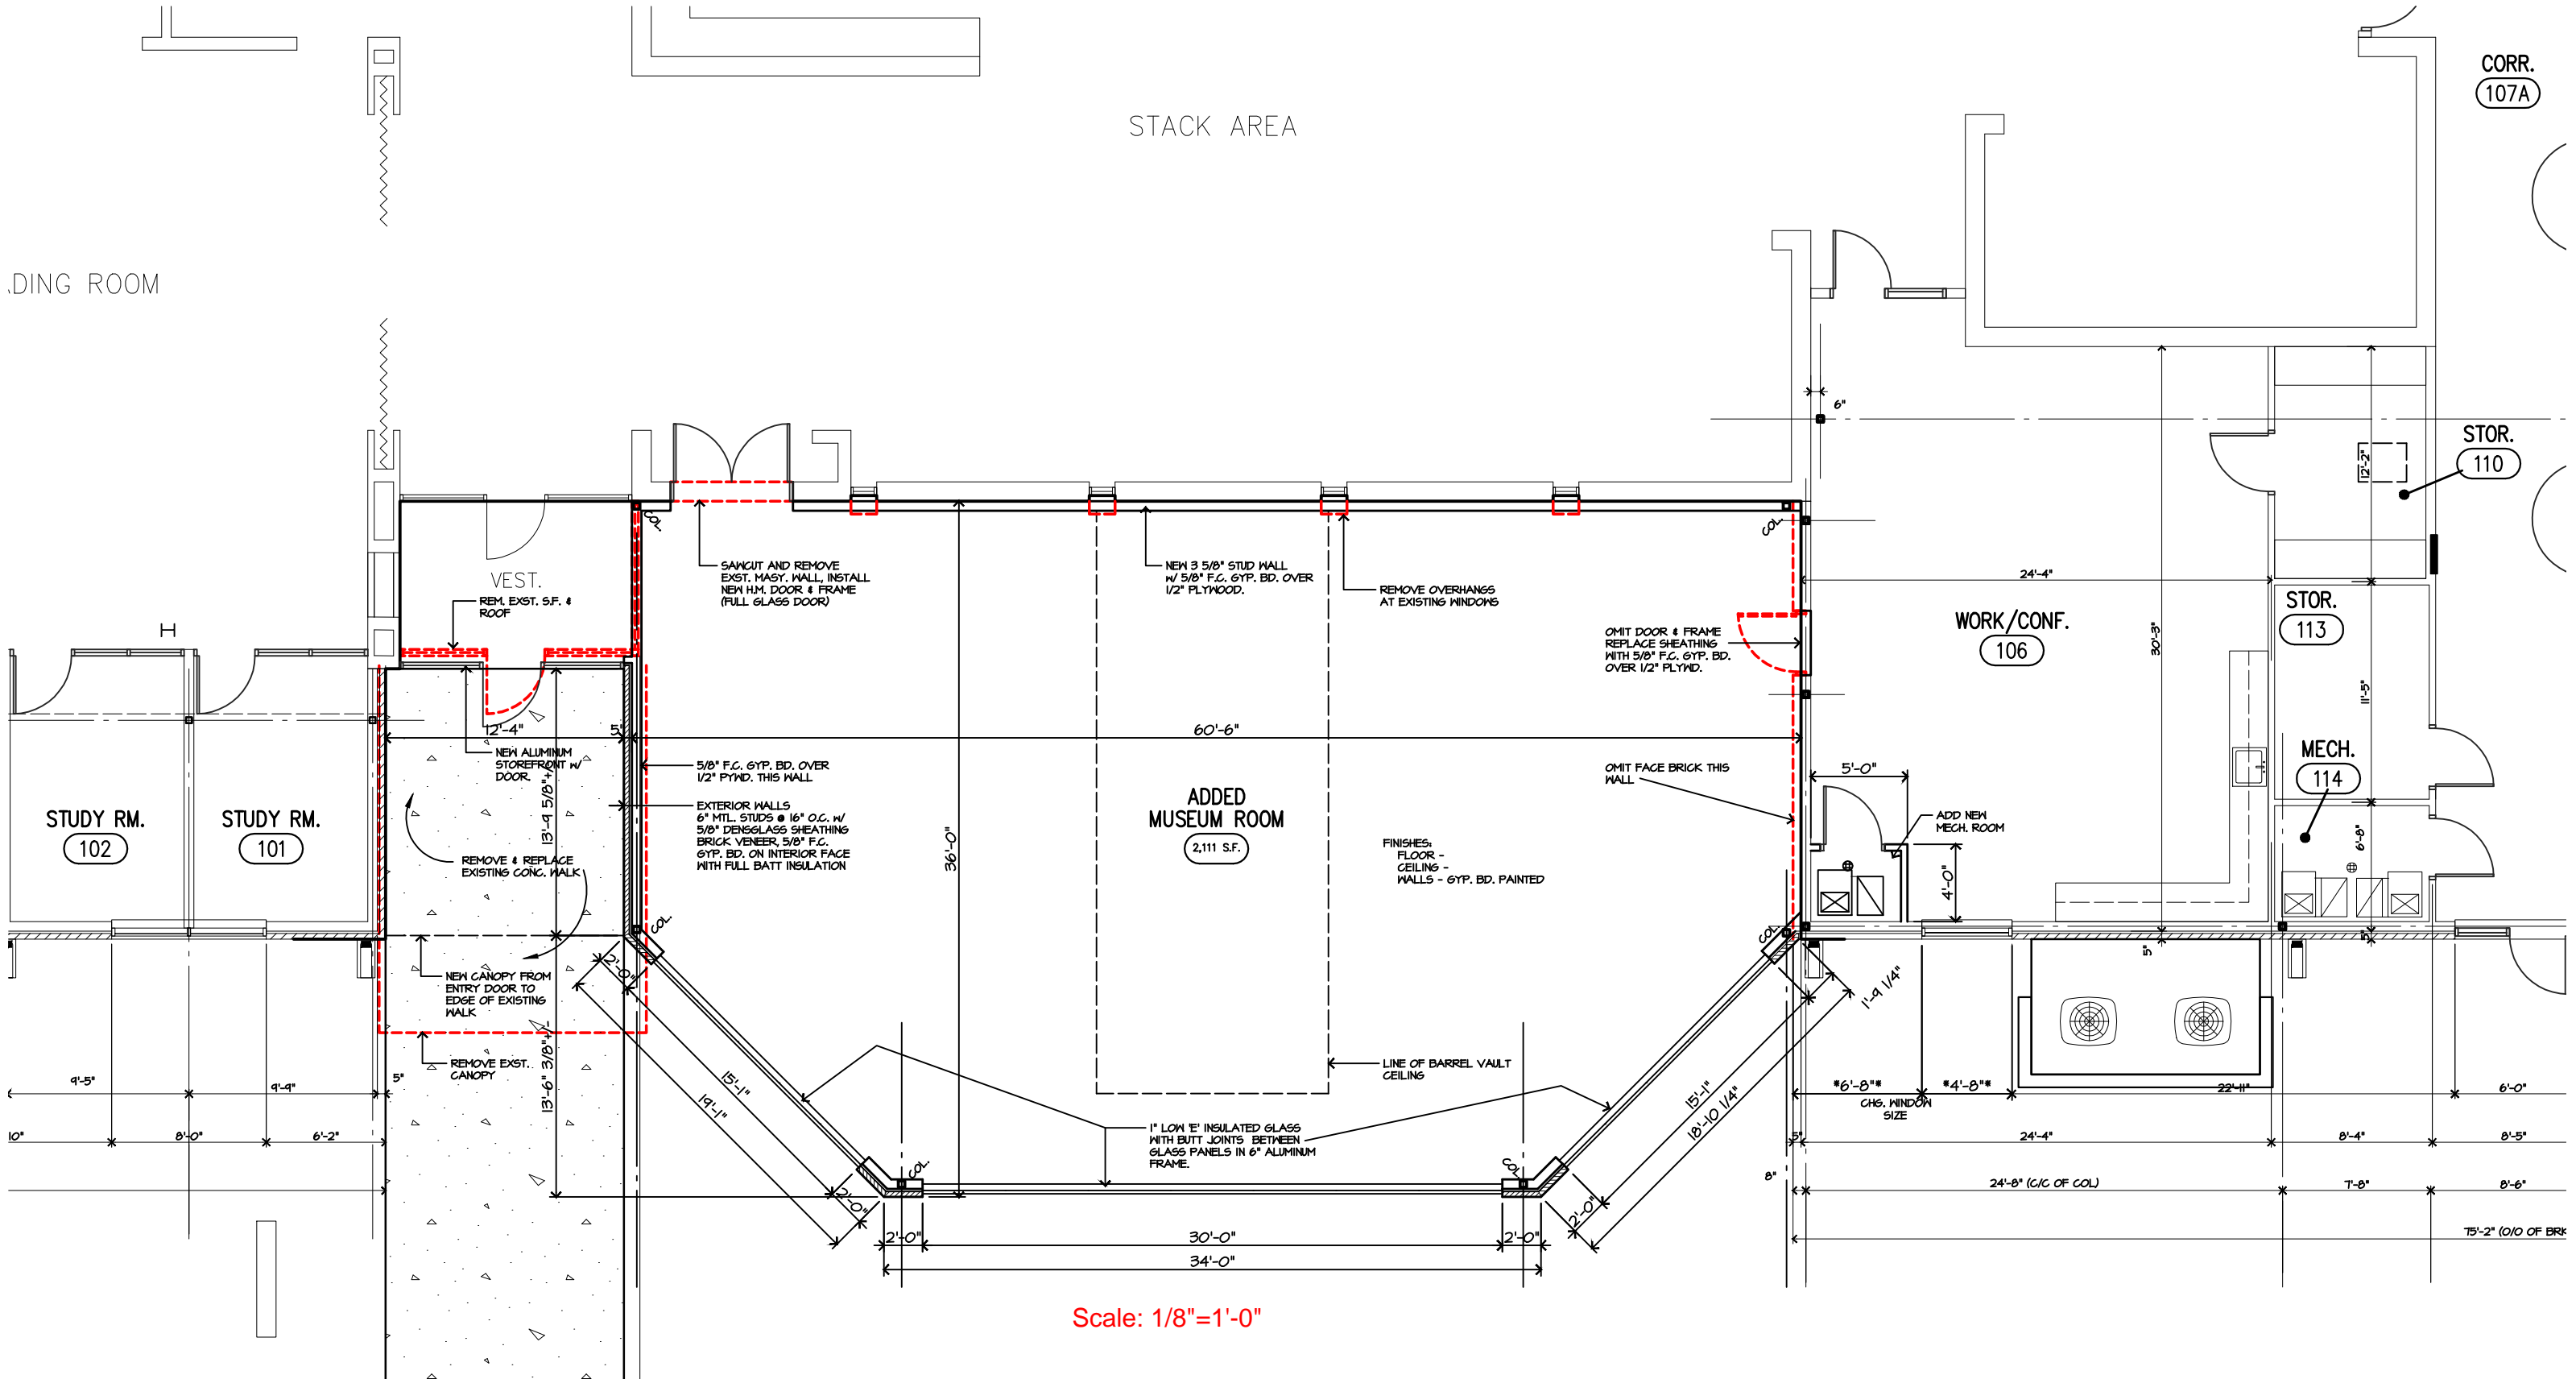 CORR.
107A
STACK AREA
DING ROOM
6"
STOR.
110
12'-2"
COL.
COL.
SAWCUT AND REMOVE
EXST. MASY. WALL, INSTALL
NEW H.M. DOOR & FRAME
(FULL GLASS DOOR)
NEW 3 5/8" STUD WALL
W/ 5/8" F.C. GYP. BD. OVER
1/2" PLYWOOD.
REMOVE OVERHANGS
AT EXISTING WINDOWS
VEST.
REM. EXST. S.F. &
ROOF
24'-4"
STOR.
113
WORK/CONF.
106
30'-3"
H
OMIT DOOR & FRAME
REPLACE SHEATHING
WITH 5/8" F.C. GYP. BD.
OVER 1/2" PLYWD.
11'-5"
12'-4"
5"
60'-6"
NEW ALUMINUM
STOREFRONT W/
DOOR.
5/8" F.C. GYP. BD. OVER
1/2" PYWD. THIS WALL
OMIT FACE BRICK THIS
WALL
5'-0"
MECH.
114
13'-9 5/8"+/-
EXTERIOR WALLS
6" MTL. STUDS @ 16" O.C. W/
5/8" DENSGLASS SHEATHING
BRICK VENEER, 5/8" F.C.
GYP. BD. ON INTERIOR FACE
WITH FULL BATT INSULATION
ADDED
MUSEUM ROOM
2,111 S.F.
STUDY RM.
102
STUDY RM.
101
ADD NEW
MECH. ROOM
6'-8"
REMOVE & REPLACE
EXISTING CONC. WALK
36'-0"
FINISHES:
FLOOR -
CEILING -
WALLS - GYP. BD. PAINTED
4'-0"
COL.
COL.
5"
5"
NEW CANOPY FROM
ENTRY DOOR TO
EDGE OF EXISTING
WALK
2'-0"
1'-9 1/4"
REMOVE EXST.
CANOPY
13'-6 3/8"+/-
LINE OF BARREL VAULT
CEILING
9'-5"
9'-9"
5"
15'-1"
19'-1"
15'-1"
18'-10 1/4"
*6'-8"*
*4'-8"*
22'-11"
6'-0"
CHG. WINDOW
SIZE
10"
8'-0"
6'-2"
1" LOW 'E' INSULATED GLASS
WITH BUTT JOINTS BETWEEN
GLASS PANELS IN 6" ALUMINUM
FRAME.
5"
24'-4"
8'-4"
8'-5"
COL.
COL.
8"
24'-8" (C/C OF COL)
7'-8"
8'-6"
2'-0"
2'-0"
2'-0"
30'-0"
2'-0"
75'-2" (O/O OF BRK
34'-0"
Scale: 1/8"=1'-0"